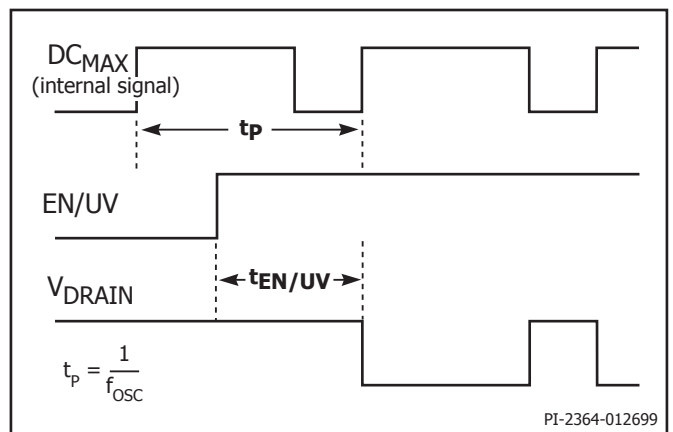 DCMAX
(internal signal)
tP
EN/UV
tEN/UV
VDRAIN
tP = 1/fOSC
PI-2364-012699